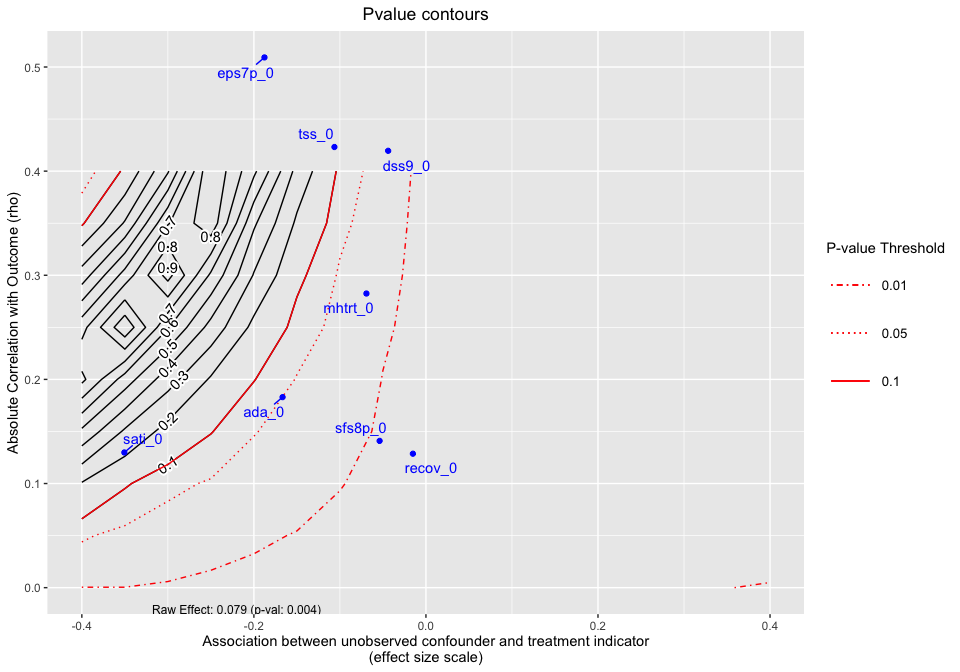 Pvalue contours
Absolute Correlation with Outcome (rho)
0.5
0.4
0.3
0.2
0.1
0.0
eps7p_0
tss_0
dss9_0
mhtrt_0
ada_0
sati_0
sfs8p_0
recov_0
0.7
0.8
0.8
0.9
0.7
0.6
0.5
0.4
0.3
0.2
0.1
Raw Effect: 0.079 (p-val: 0.004)
-0.4
-0.2
0.0
0.2
0.4
Association between unobserved confounder and treatment indicator
(effect size scale)
P-value Threshold
0.01
0.05
0.1